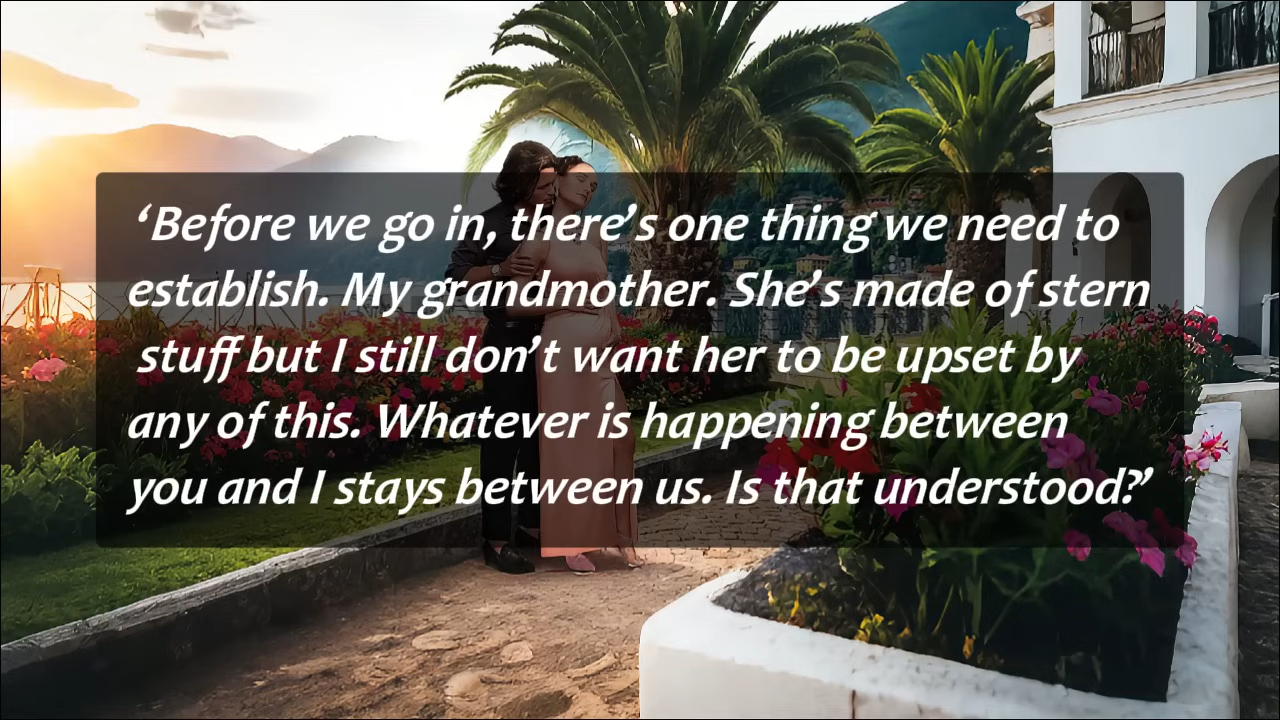 ‘Before we go in, there’s one thing we need to
establish. My grandmother. She’s made of stern
stuff but I still don’t want her to be upset by
any of this. Whatever is happening between
you and I stays between us. Is that understood?’